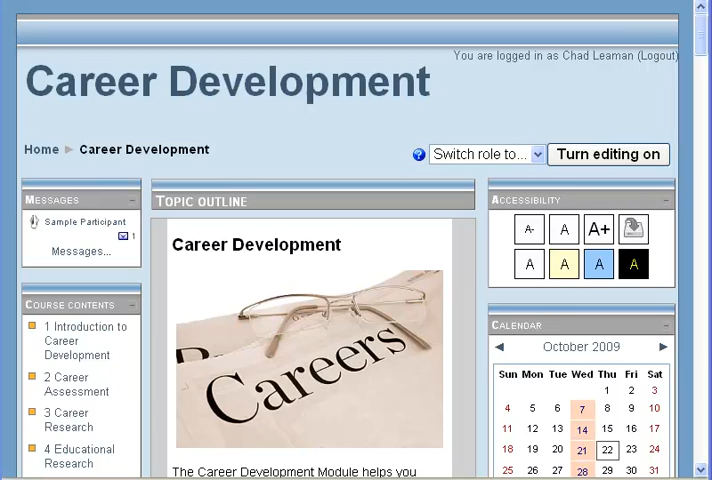 You are logged in as Chad Leaman (Logout)
Career Development
Home ► Career Development
Switch role to...
Turn editing on
Messages
Sample Participant
1
Messages...
Course contents
1 Introduction to
Career
Development
2 Career
Assessment
3 Career
Research
4 Educational
Research
Topic outline
Career Development
Careers
The Career Development Module helps you
Accessibility
A- A A+
A A A A
Calendar
◄ October 2009 ►
Sun Mon Tue Wed Thu Fri Sat
1 2 3
4 5 6 7 8 9 10
11 12 13 14 15 16 17
18 19 20 21 22 23 24
25 26 27 28 29 30 31